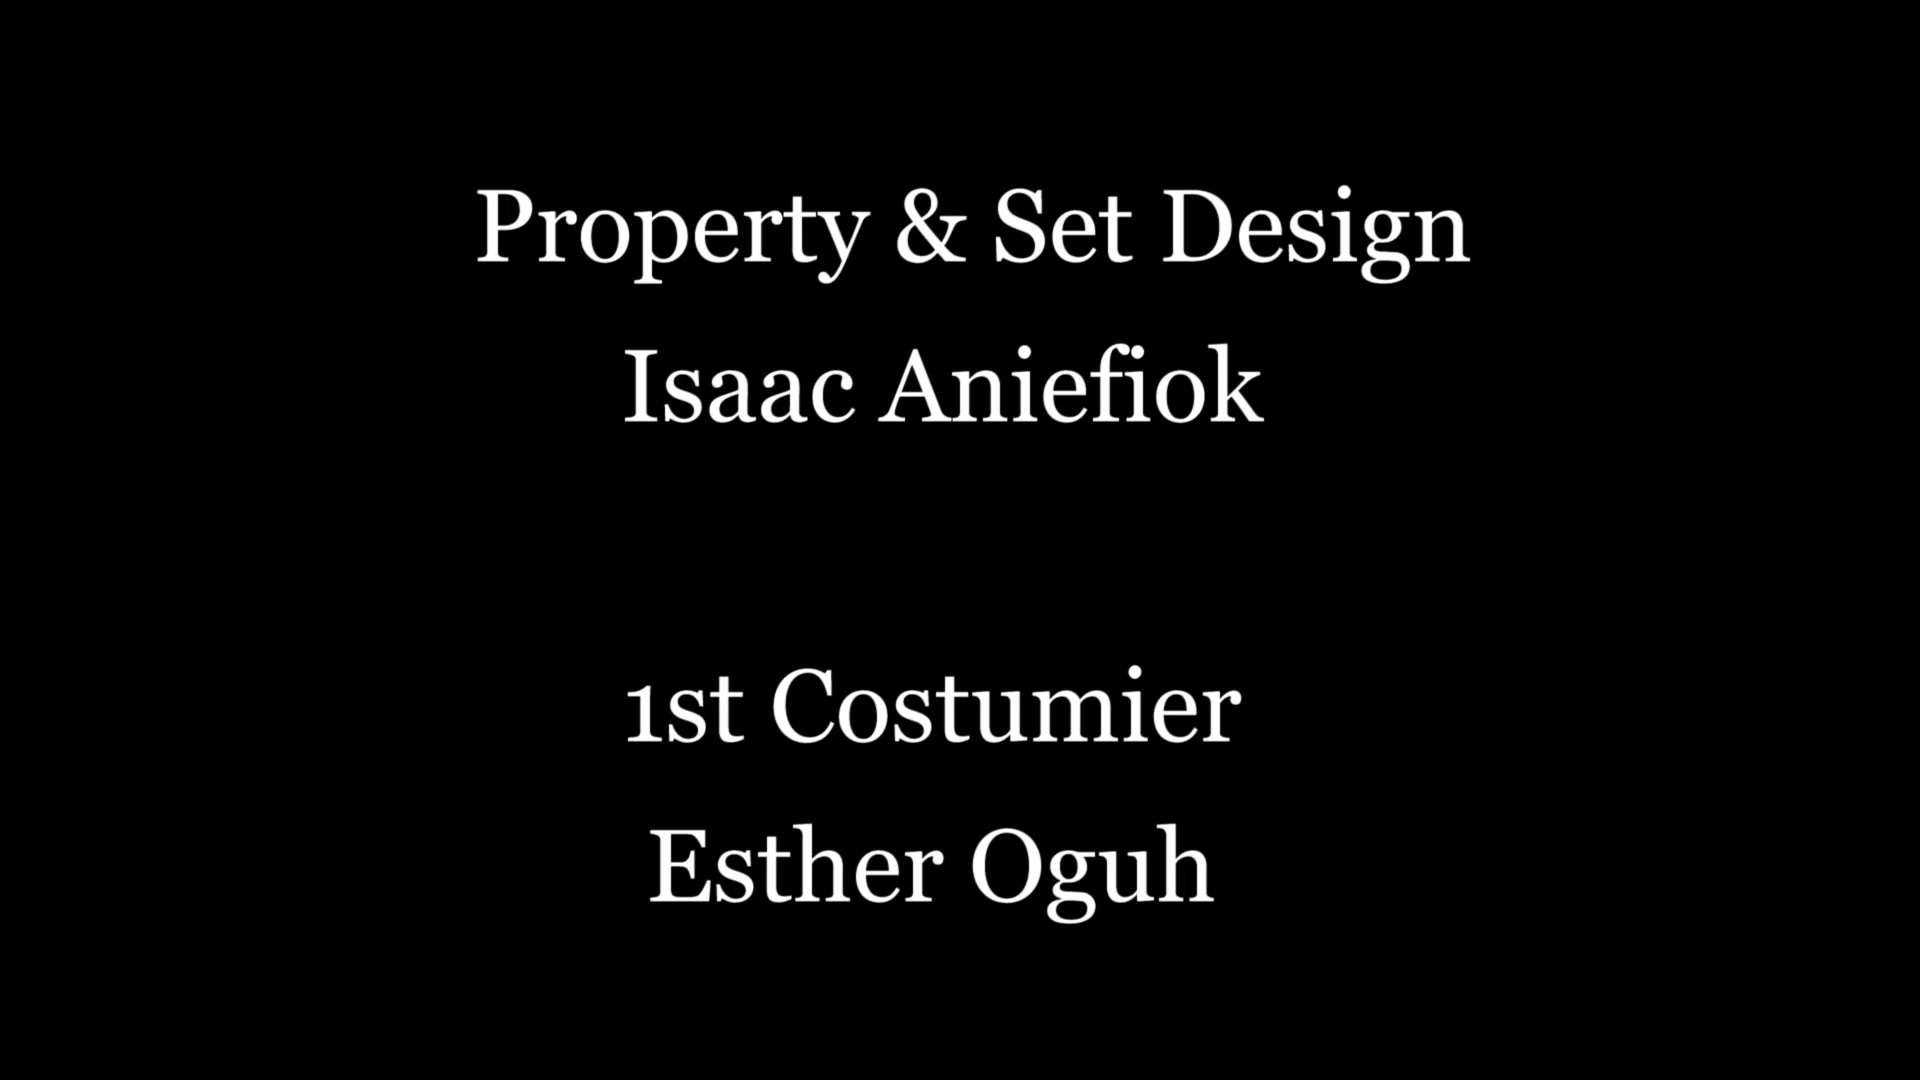 Property & Set Design
Isaac Aniefiok
1st Costumier
Esther Oguh